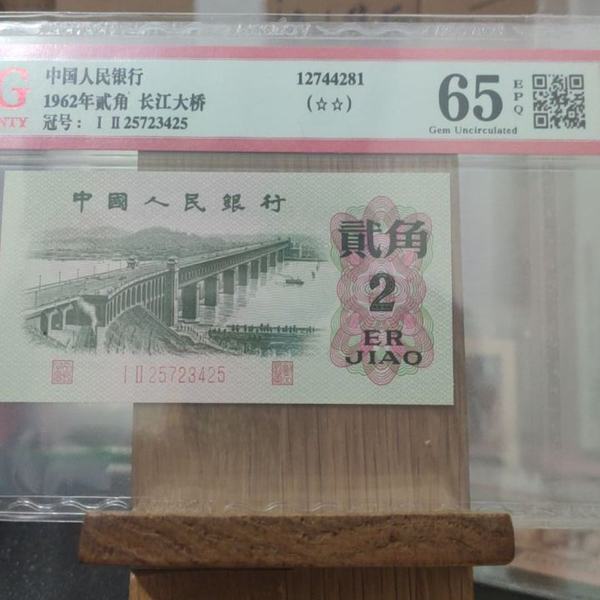 G
NTY
中国人民银行
1962年贰角 长江大桥
冠号： Ⅰ Ⅱ 25723425
12744281
(☆☆)
65
EPQ
Gem Uncirculated
中國人民銀行
貳角
2
ER
JIAO
Ⅰ Ⅱ 25723425